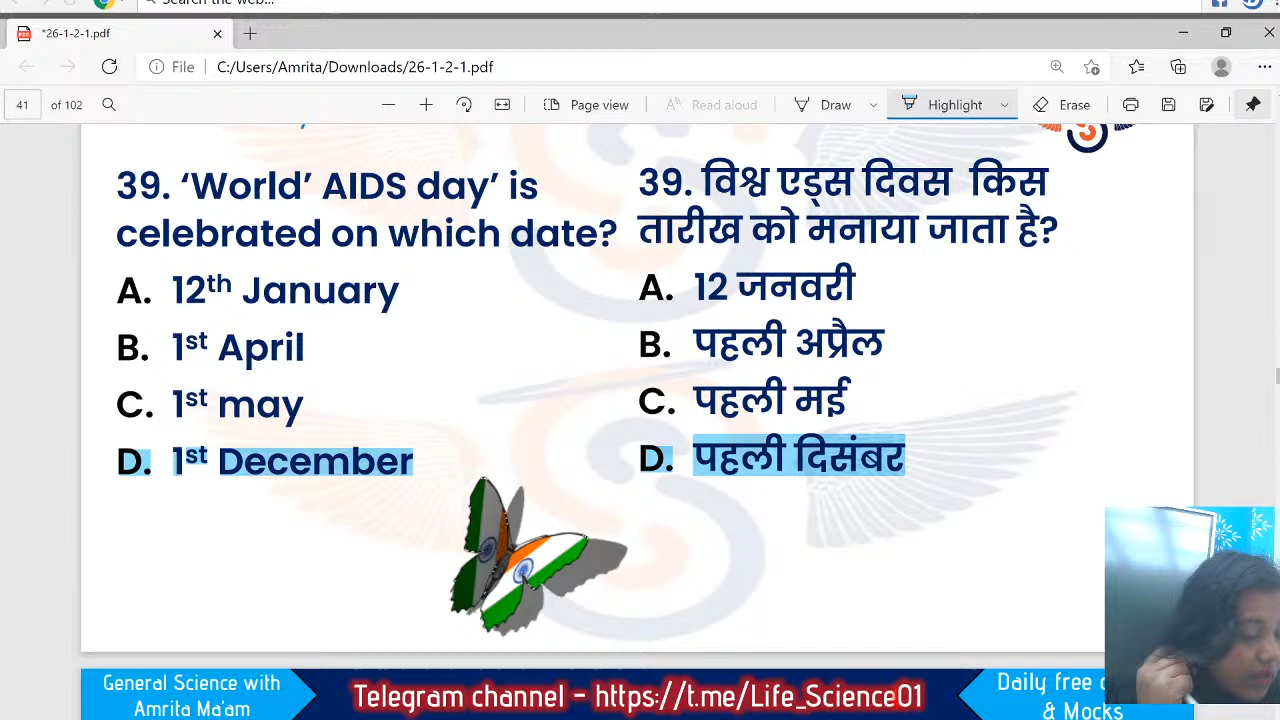 Search the web...
*26-1-2-1.pdf
File C:/Users/Amrita/Downloads/26-1-2-1.pdf
41 of 102 Page view Read aloud Draw Highlight Erase
39. ‘World’ AIDS day’ is
celebrated on which date?
A. 12th January
B. 1st April
C. 1st may
D. 1st December
39. विश्व एड्स दिवस किस
तारीख को मनाया जाता है?
A. 12 जनवरी
B. पहली अप्रैल
C. पहली मई
D. पहली दिसंबर
General Science with
Amrita Ma'am
Telegram channel - https://t.me/Life_Science01
Daily free
& Mocks